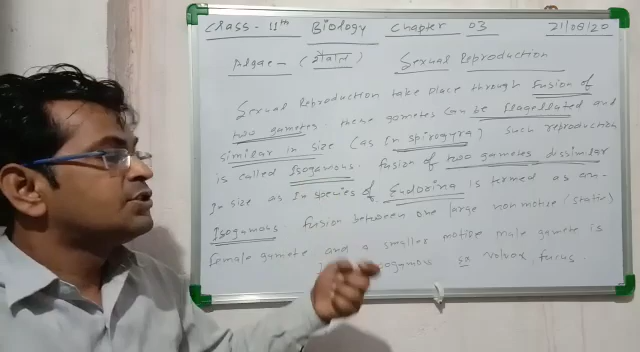 Class - 11th Biology Chapter 03 21/08/20
Algae - (शैवाल) Sexual Reproduction
Sexual Reproduction take place through Fusion of
two gametes these gametes can be flagellated and
similar in size (as in spirogyra) such reproduction
is called Isogamous. fusion of two gametes dissimilar
in size as in species of Eudorina is termed as an-
Isogamous fusion between one large non motile (static)
female gamete and a smaller motile male gamete is
oogamous volvox, fucus.